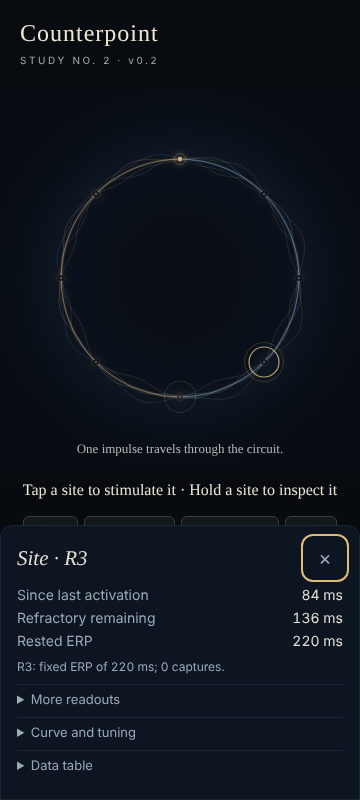 Counterpoint
STUDY NO. 2 · v0.2
One impulse travels through the circuit.
Tap a site to stimulate it · Hold a site to inspect it
Site · R3
×
Since last activation 84 ms
Refractory remaining 136 ms
Rested ERP 220 ms
R3: fixed ERP of 220 ms; 0 captures.
▶ More readouts
▶ Curve and tuning
▶ Data table